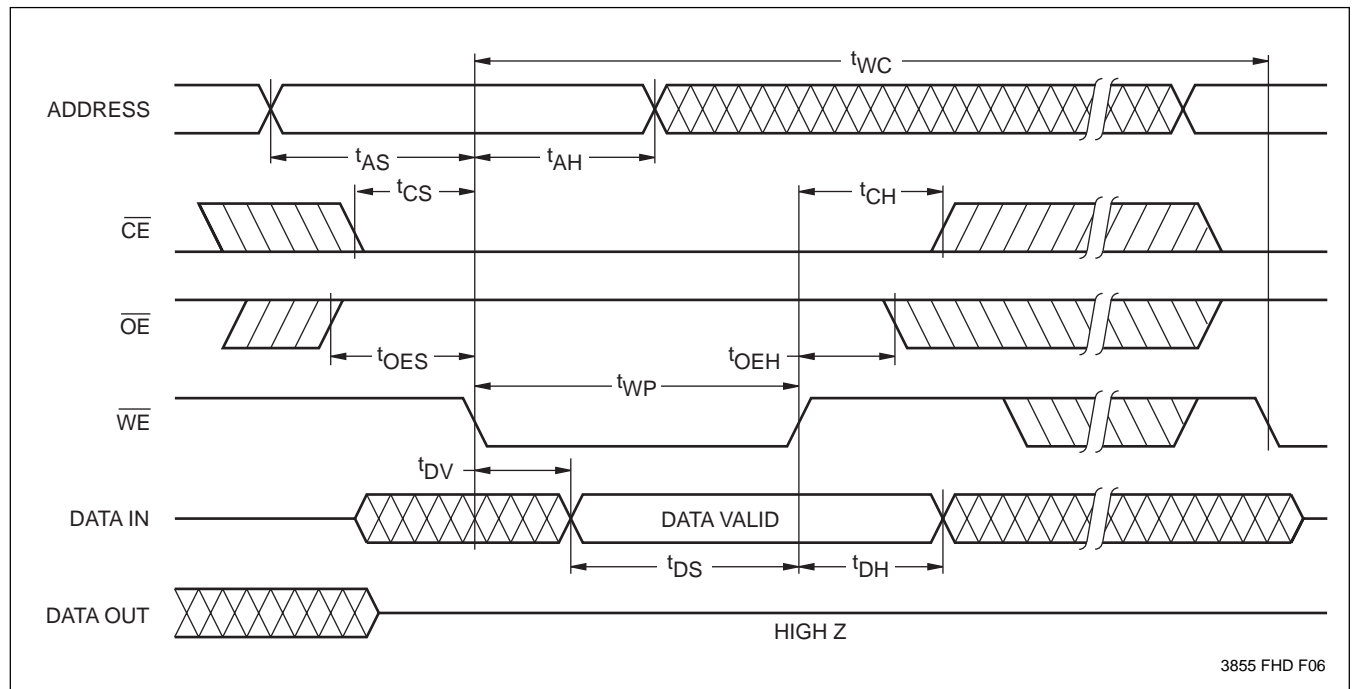 tWC
ADDRESS
tAS
tAH
tCS
tCH
CE
OE
tOES
tOEH
tWP
WE
tDV
DATA IN
DATA VALID
tDS
tDH
DATA OUT
HIGH Z
3855 FHD F06